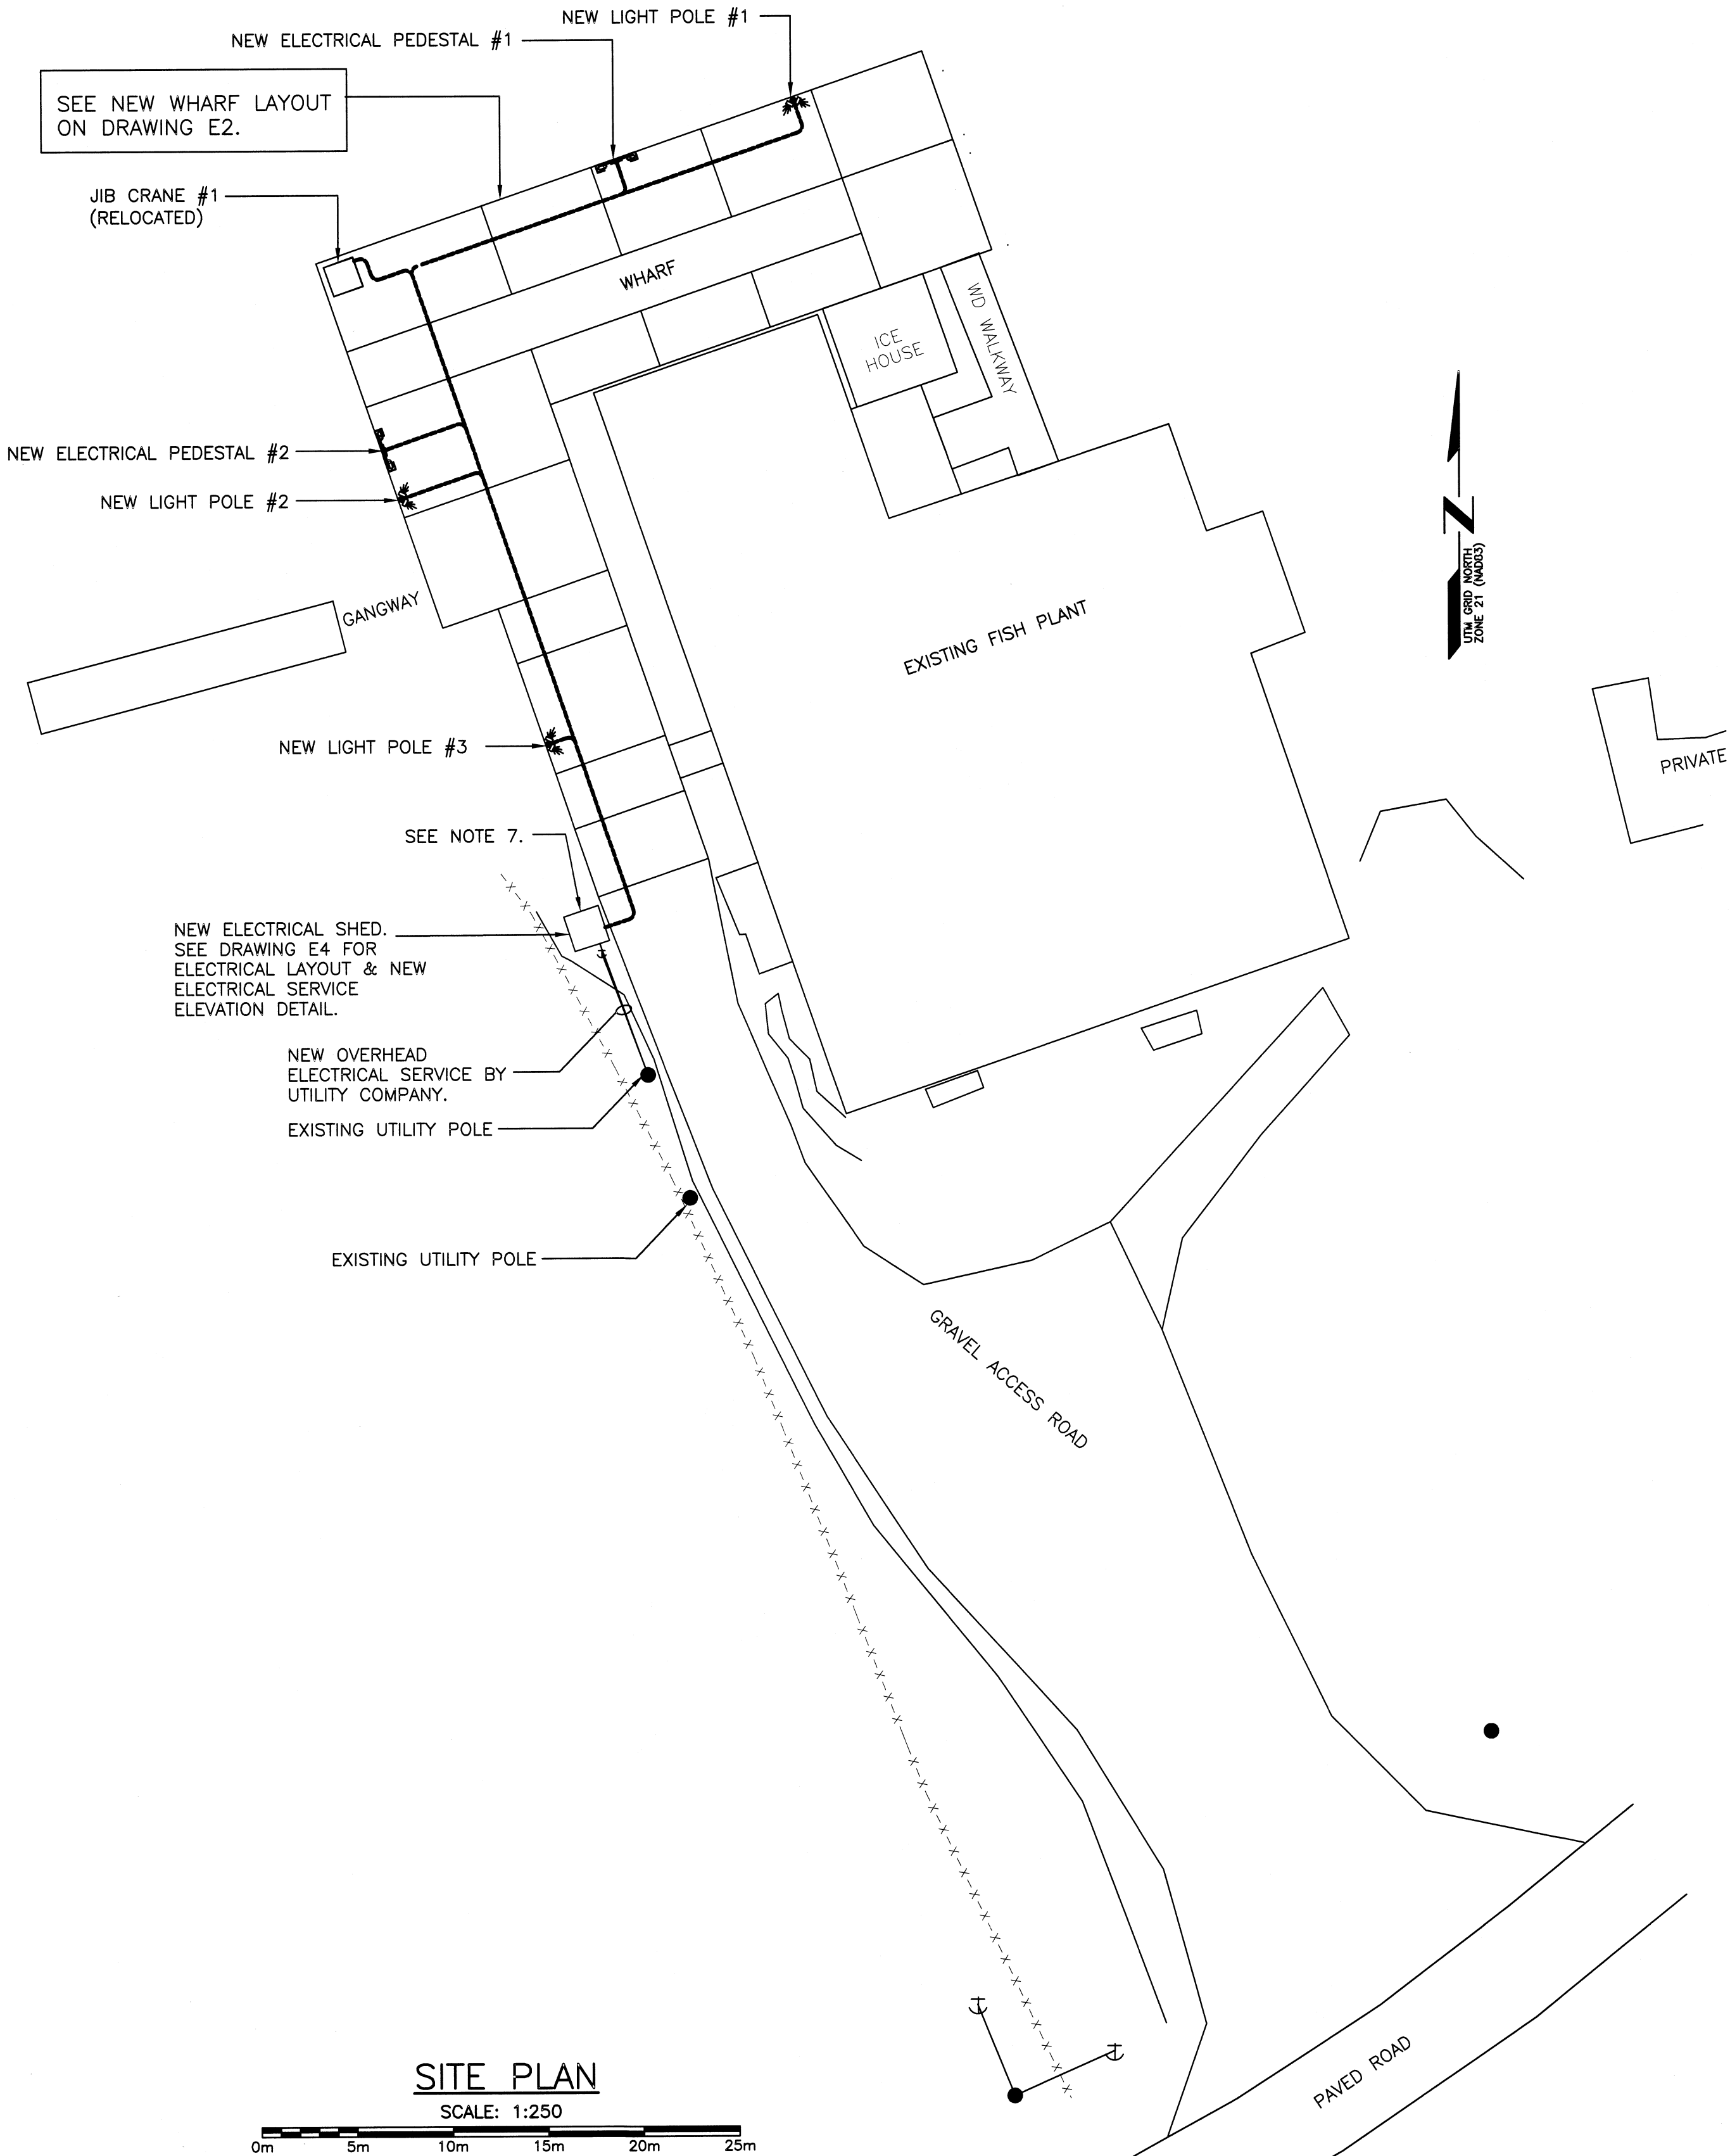 NEW LIGHT POLE #1
NEW ELECTRICAL PEDESTAL #1
SEE NEW WHARF LAYOUT
ON DRAWING E2.
JIB CRANE #1
(RELOCATED)
WHARF
ICE
HOUSE
WD WALKWAY
NEW ELECTRICAL PEDESTAL #2
NEW LIGHT POLE #2
GANGWAY
EXISTING FISH PLANT
N
UTM GRID NORTH
ZONE 21 (NAD83)
PRIVATE
NEW LIGHT POLE #3
SEE NOTE 7.
NEW ELECTRICAL SHED.
SEE DRAWING E4 FOR
ELECTRICAL LAYOUT & NEW
ELECTRICAL SERVICE
ELEVATION DETAIL.
NEW OVERHEAD
ELECTRICAL SERVICE BY
UTILITY COMPANY.
EXISTING UTILITY POLE
EXISTING UTILITY POLE
GRAVEL ACCESS ROAD
PAVED ROAD
SITE PLAN
SCALE: 1:250
0m 5m 10m 15m 20m 25m